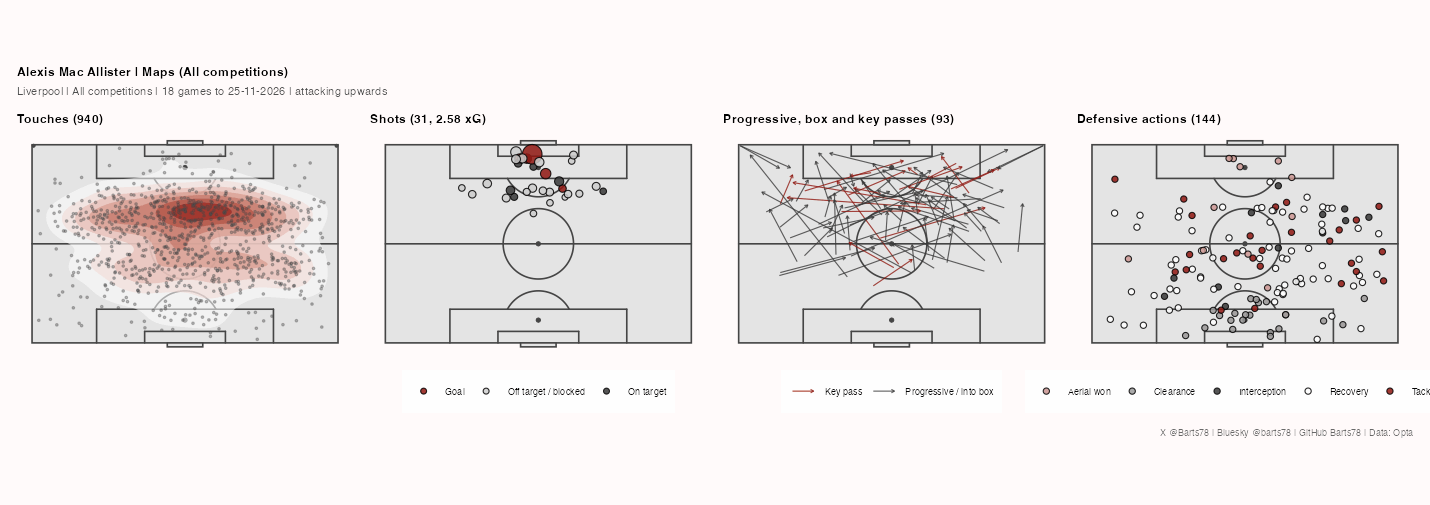 Alexis Mac Allister | Maps (All competitions)
Liverpool | All competitions | 18 games to 25-11-2026 | attacking upwards
Touches (940)
Shots (31, 2.58 xG)
Progressive, box and key passes (93)
Defensive actions (144)
Goal
Off target / blocked
On target
Key pass
Progressive / Into box
Aerial won
Clearance
Interception
Recovery
Tack
X @Barts78 | Bluesky @barts78 | GitHub Barts78 | Data: Opta